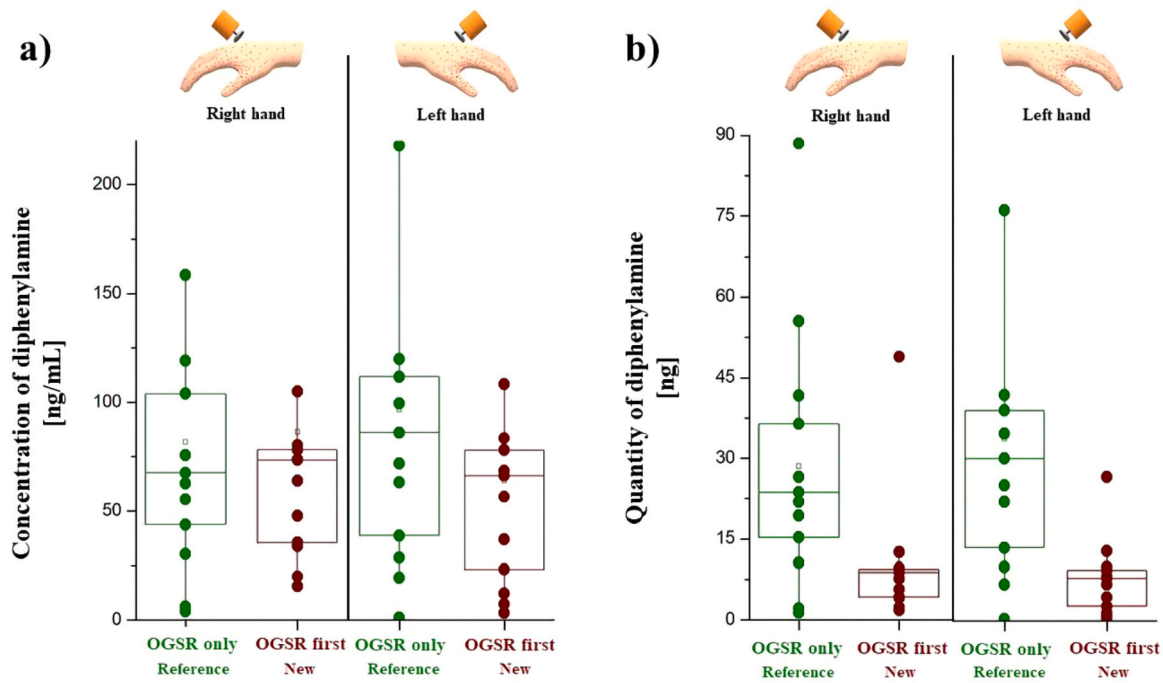 a)
Right hand
Left hand
Concentration of diphenylamine
[ng/mL]
200
150
100
50
0
OGSR only
Reference
OGSR first
New
OGSR only
Reference
OGSR first
New
b)
Right hand
Left hand
Quantity of diphenylamine
[ng]
90
75
60
45
30
15
0
OGSR only
Reference
OGSR first
New
OGSR only
Reference
OGSR first
New